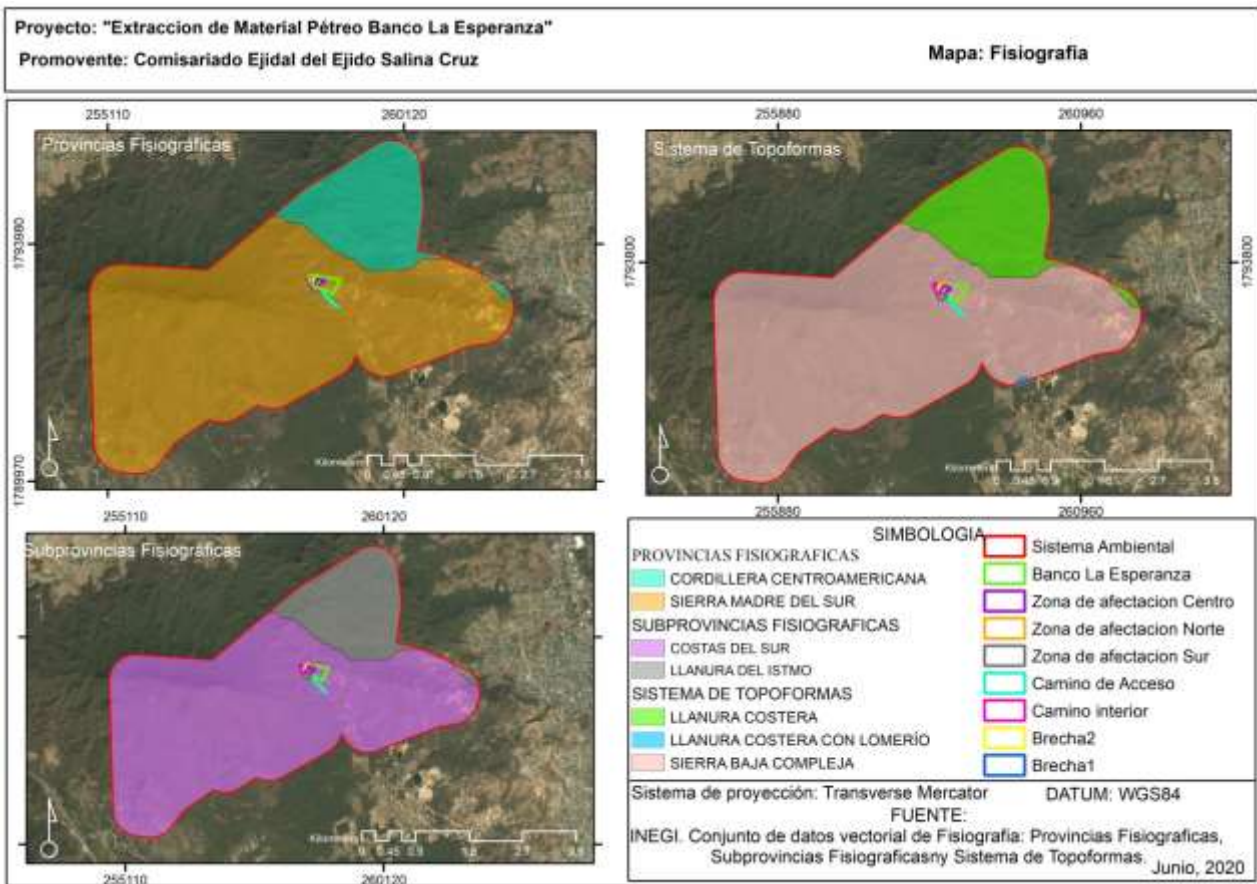 Proyecto: "Extraccion de Material Pétreo Banco La Esperanza"
Promovente: Comisariado Ejidal del Ejido Salina Cruz
Mapa: Fisiografia
255110 260120
Provincias Fisiográficas
1793980
1789970
Kilometers
255110 260120
255880 260960
Sistema de Topoformas
1793800
1793800
Kilometers
255880 260960
Subprovincias Fisiográficas
Kilometers
255110 260120
SIMBOLOGIA
PROVINCIAS FISIOGRAFICAS
CORDILLERA CENTROAMERICANA
SIERRA MADRE DEL SUR
SUBPROVINCIAS FISIOGRAFICAS
COSTAS DEL SUR
LLANURA DEL ISTMO
SISTEMA DE TOPOFORMAS
LLANURA COSTERA
LLANURA COSTERA CON LOMERÍO
SIERRA BAJA COMPLEJA
Sistema Ambiental
Banco La Esperanza
Zona de afectacion Centro
Zona de afectacion Norte
Zona de afectacion Sur
Camino de Acceso
Camino interior
Brecha2
Brecha1
Sistema de proyección: Transverse Mercator DATUM: WGS84
FUENTE:
INEGI. Conjunto de datos vectorial de Fisiografia: Provincias Fisiograficas,
Subprovincias Fisiograficasny Sistema de Topoformas.
Junio, 2020